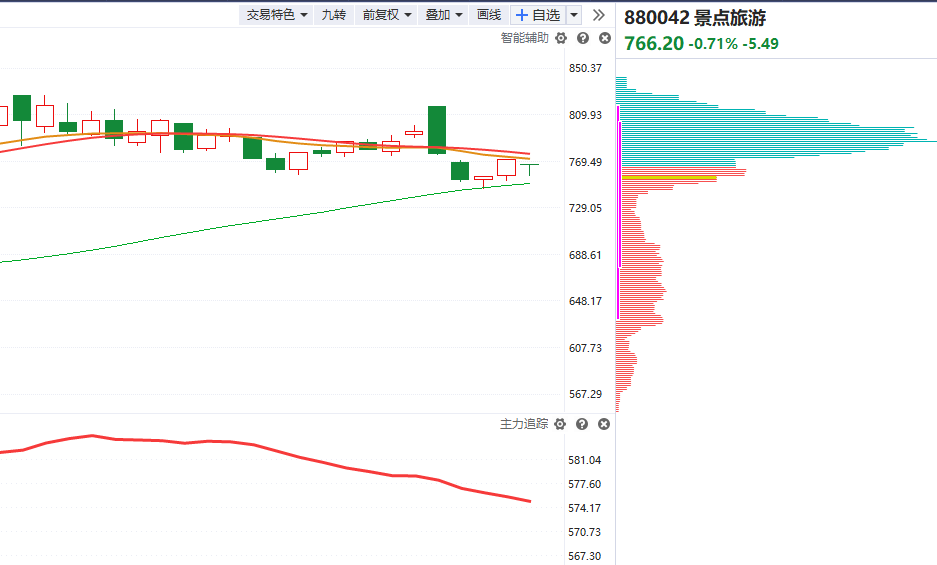 交易特色 九转 前复权 叠加 画线 + 自选
880042 景点旅游
766.20 -0.71% -5.49
智能辅助
850.37
809.93
769.49
729.05
688.61
648.17
607.73
567.29
主力追踪
581.04
577.60
574.17
570.73
567.30